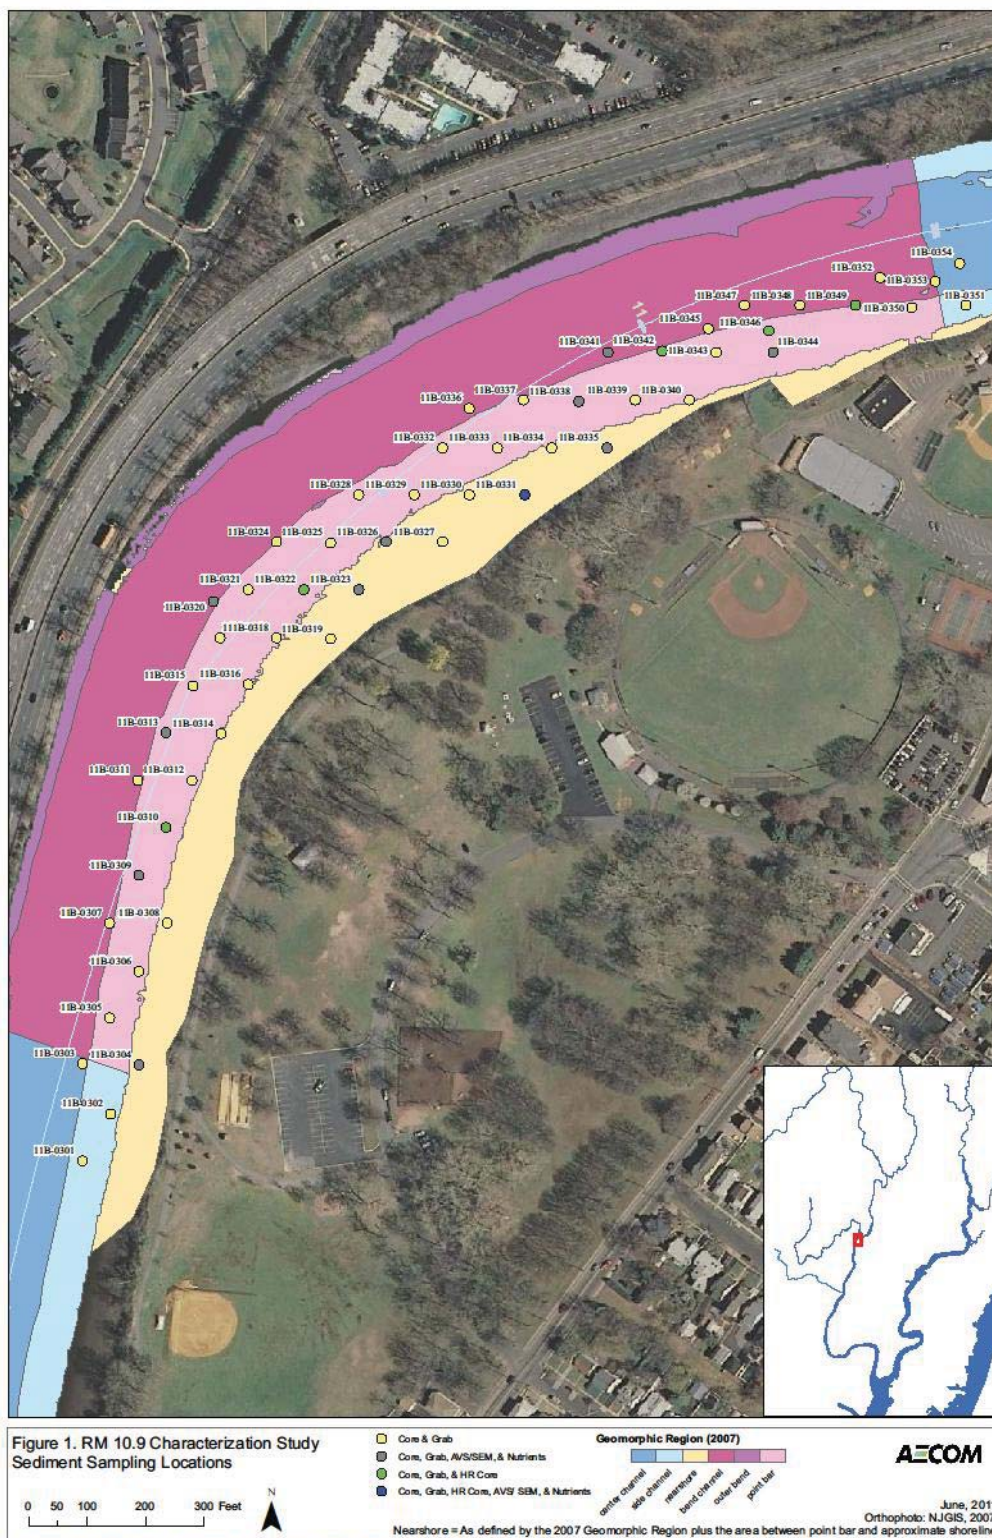 11B-0354
11B-0352
11B-0353
11B-0347
11B-0348
11B-0349
11B-0350
11B-0351
11
11B-0345
11B-0346
11B-0341
11B-0342
11B-0343
11B-0344
11B-0336
11B-0337
11B-0338
11B-0339
11B-0340
11B-0332
11B-0333
11B-0334
11B-0335
11B-0328
11B-0329
11B-0330
11B-0331
11B-0324
11B-0325
11B-0326
11B-0327
11B-0321
11B-0322
11B-0323
11B-0320
111B-0318
11B-0319
11B-0315
11B-0316
11B-0313
11B-0314
11B-0311
11B-0312
11B-0310
11B-0309
11B-0307
11B-0308
11B-0306
11B-0305
11B-0303
11B-0304
11B-0302
11B-0301
Figure 1. RM 10.9 Characterization Study
Sediment Sampling Locations
0 50 100 200 300 Feet
N
Core & Grab
Core, Grab, AVS/SEM, & Nutrients
Core, Grab, & HR Core
Core, Grab, HR Core, AVS/ SEM, & Nutrients
Geomorphic Region (2007)
center channel
side channel
nearshore
bend channel
outer bend
point bar
AECOM
June, 2011
Orthophoto: NJGIS, 2007
Nearshore = As defined by the 2007 Geomorphic Region plus the area between point bar and approximate shoreline